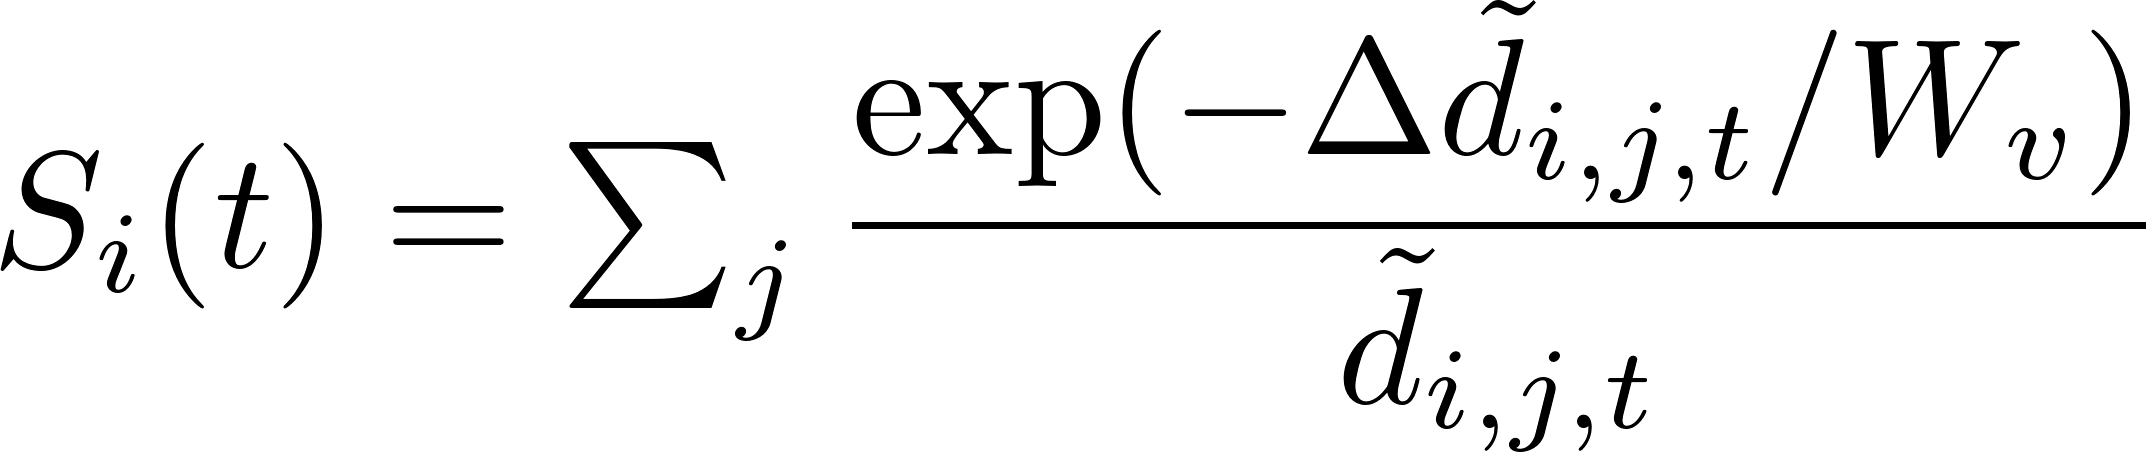 S_i(t) = \sum_j \frac{\exp(-\Delta \tilde{d}_{i,j,t}/W_v)}{\tilde{d}_{i,j,t}}